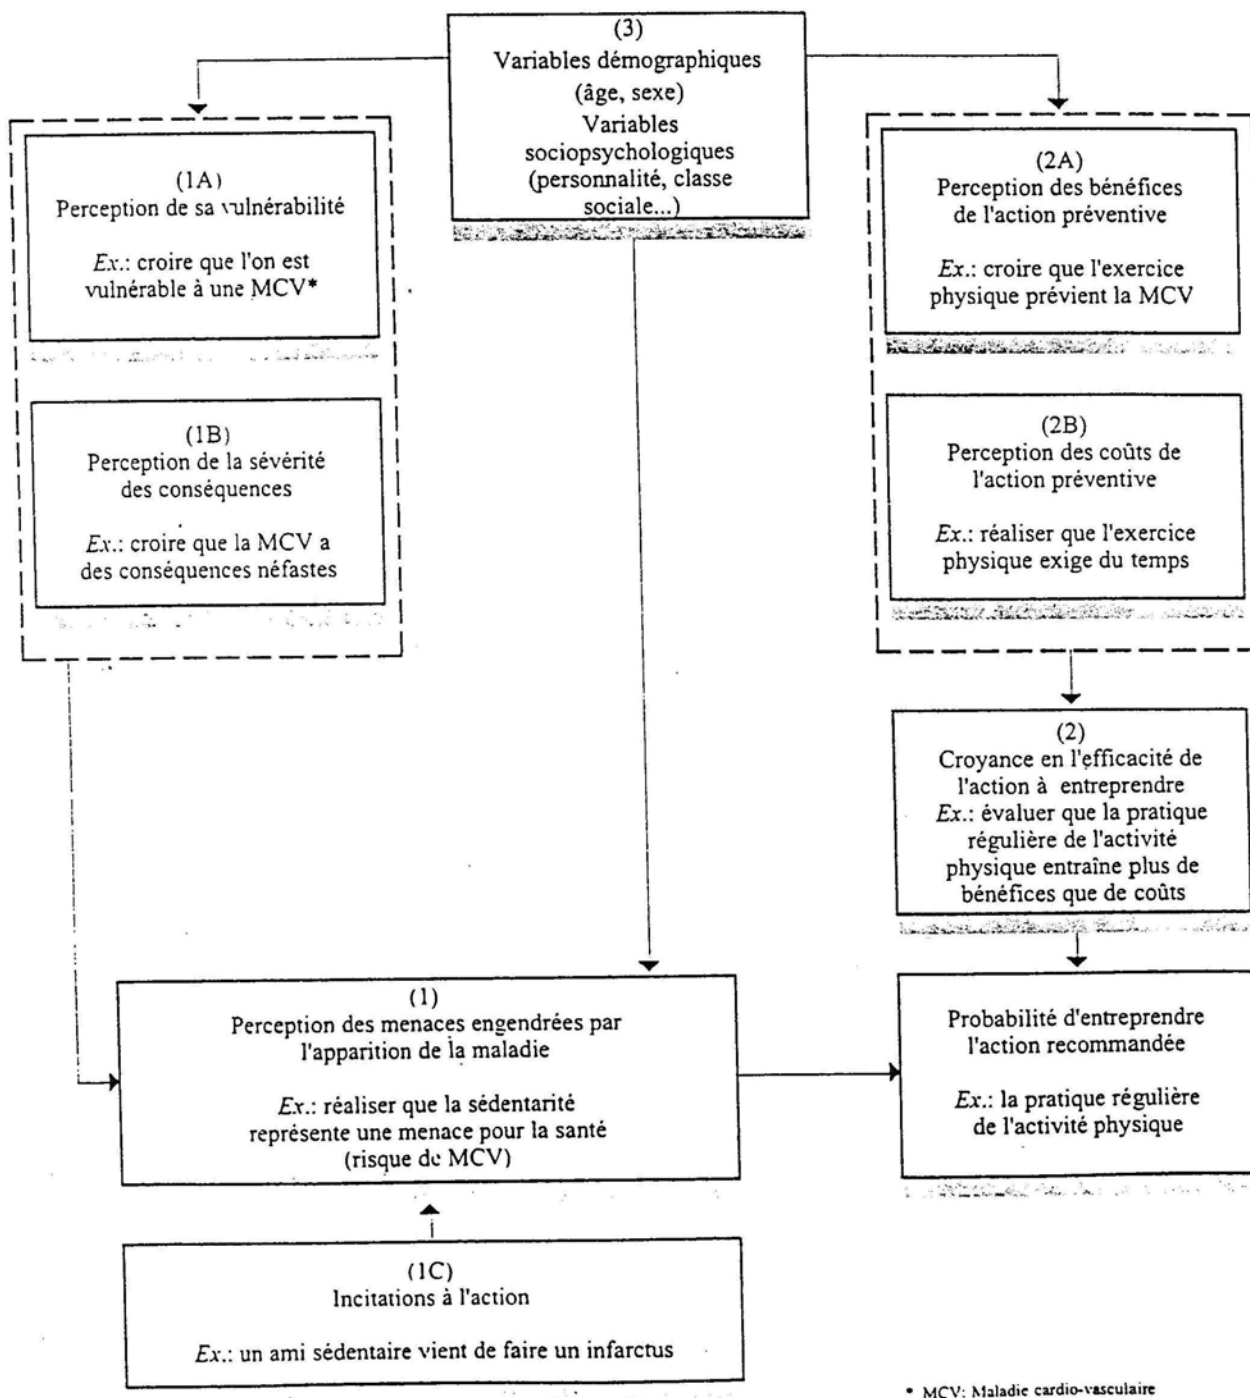 (3)
Variables démographiques
(âge, sexe)
Variables
sociopsychologiques
(personnalité, classe
sociale...)
(1A)
Perception de sa vulnérabilité
Ex.: croire que l'on est
vulnérable à une MCV*
(2A)
Perception des bénéfices
de l'action préventive
Ex.: croire que l'exercice
physique prévient la MCV
(1B)
Perception de la sévérité
des conséquences
Ex.: croire que la MCV a
des conséquences néfastes
(2B)
Perception des coûts de
l'action préventive
Ex.: réaliser que l'exercice
physique exige du temps
(2)
Croyance en l'efficacité de
l'action à entreprendre
Ex.: évaluer que la pratique
régulière de l'activité
physique entraîne plus de
bénéfices que de coûts
(1)
Perception des menaces engendrées par
l'apparition de la maladie
Ex.: réaliser que la sédentarité
représente une menace pour la santé
(risque de MCV)
Probabilité d'entreprendre
l'action recommandée
Ex.: la pratique régulière
de l'activité physique
(1C)
Incitations à l'action
Ex.: un ami sédentaire vient de faire un infarctus
* MCV: Maladie cardio-vasculaire